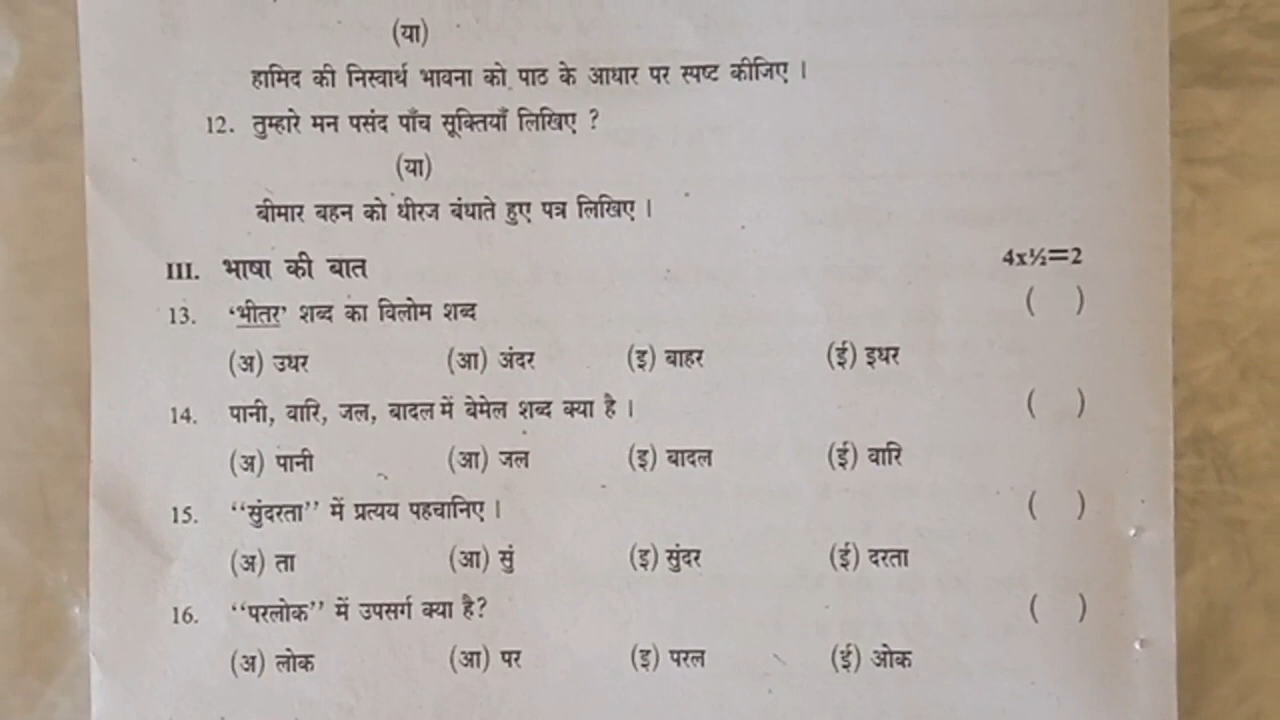 (या)
हामिद की निस्वार्थ भावना को पाठ के आधार पर स्पष्ट कीजिए ।
12. तुम्हारे मन पसंद पाँच सूक्तियाँ लिखिए ?
(या)
बीमार बहन को धीरज बंधाते हुए पत्र लिखिए ।
III. भाषा की बात 4x½=2
13. ‘भीतर’ शब्द का विलोम शब्द ( )
(अ) उधर (आ) अंदर (इ) बाहर (ई) इधर
14. पानी, वारि, जल, बादल में बेमेल शब्द क्या है । ( )
(अ) पानी (आ) जल (इ) बादल (ई) वारि
15. ‘‘सुंदरता’’ में प्रत्यय पहचानिए । ( )
(अ) ता (आ) सुं (इ) सुंदर (ई) दरता
16. ‘‘परलोक’’ में उपसर्ग क्या है? ( )
(अ) लोक (आ) पर (इ) परल (ई) ओक